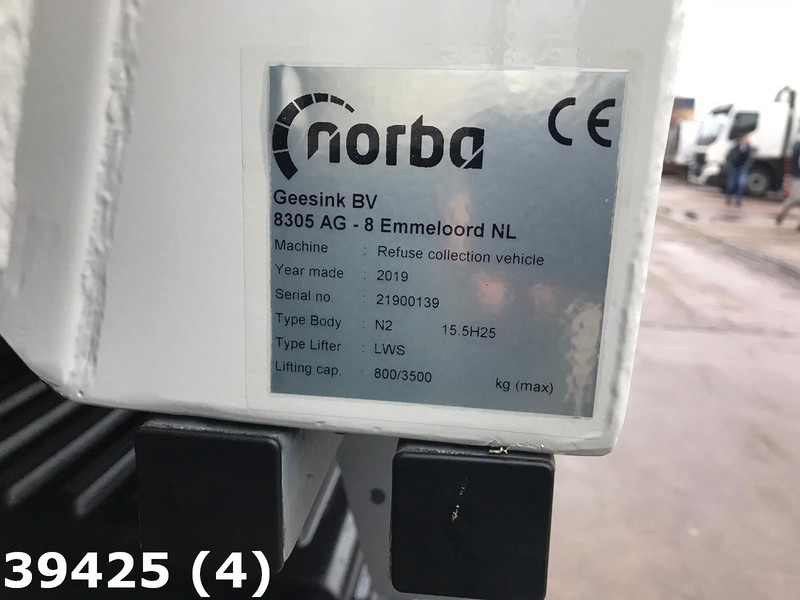 norba CE
Geesink BV
8305 AG - 8 Emmeloord NL
Machine : Refuse collection vehicle
Year made : 2019
Serial no. : 21900139
Type Body : N2 15.5H25
Type Lifter : LWS
Lifting cap. : 800/3500 kg (max)
39425 (4)